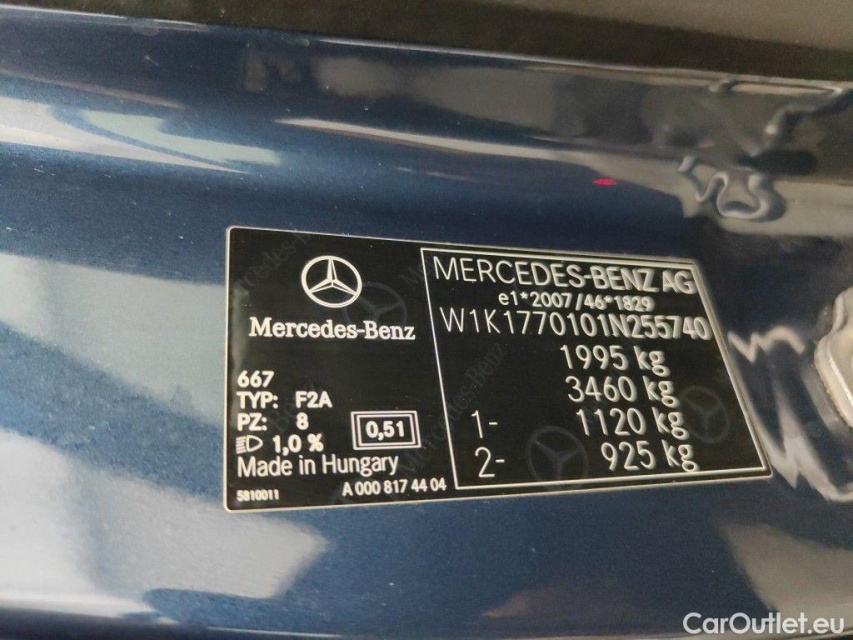 Mercedes-Benz
667
TYP: F2A
PZ: 8
1,0 %
0,51
Made in Hungary
5810011
A 000 817 44 04
MERCEDES-BENZ AG
e1*2007/46*1829
W1K1770101N255740
1995 kg
3460 kg
1- 1120 kg
2- 925 kg
CarOutlet.eu